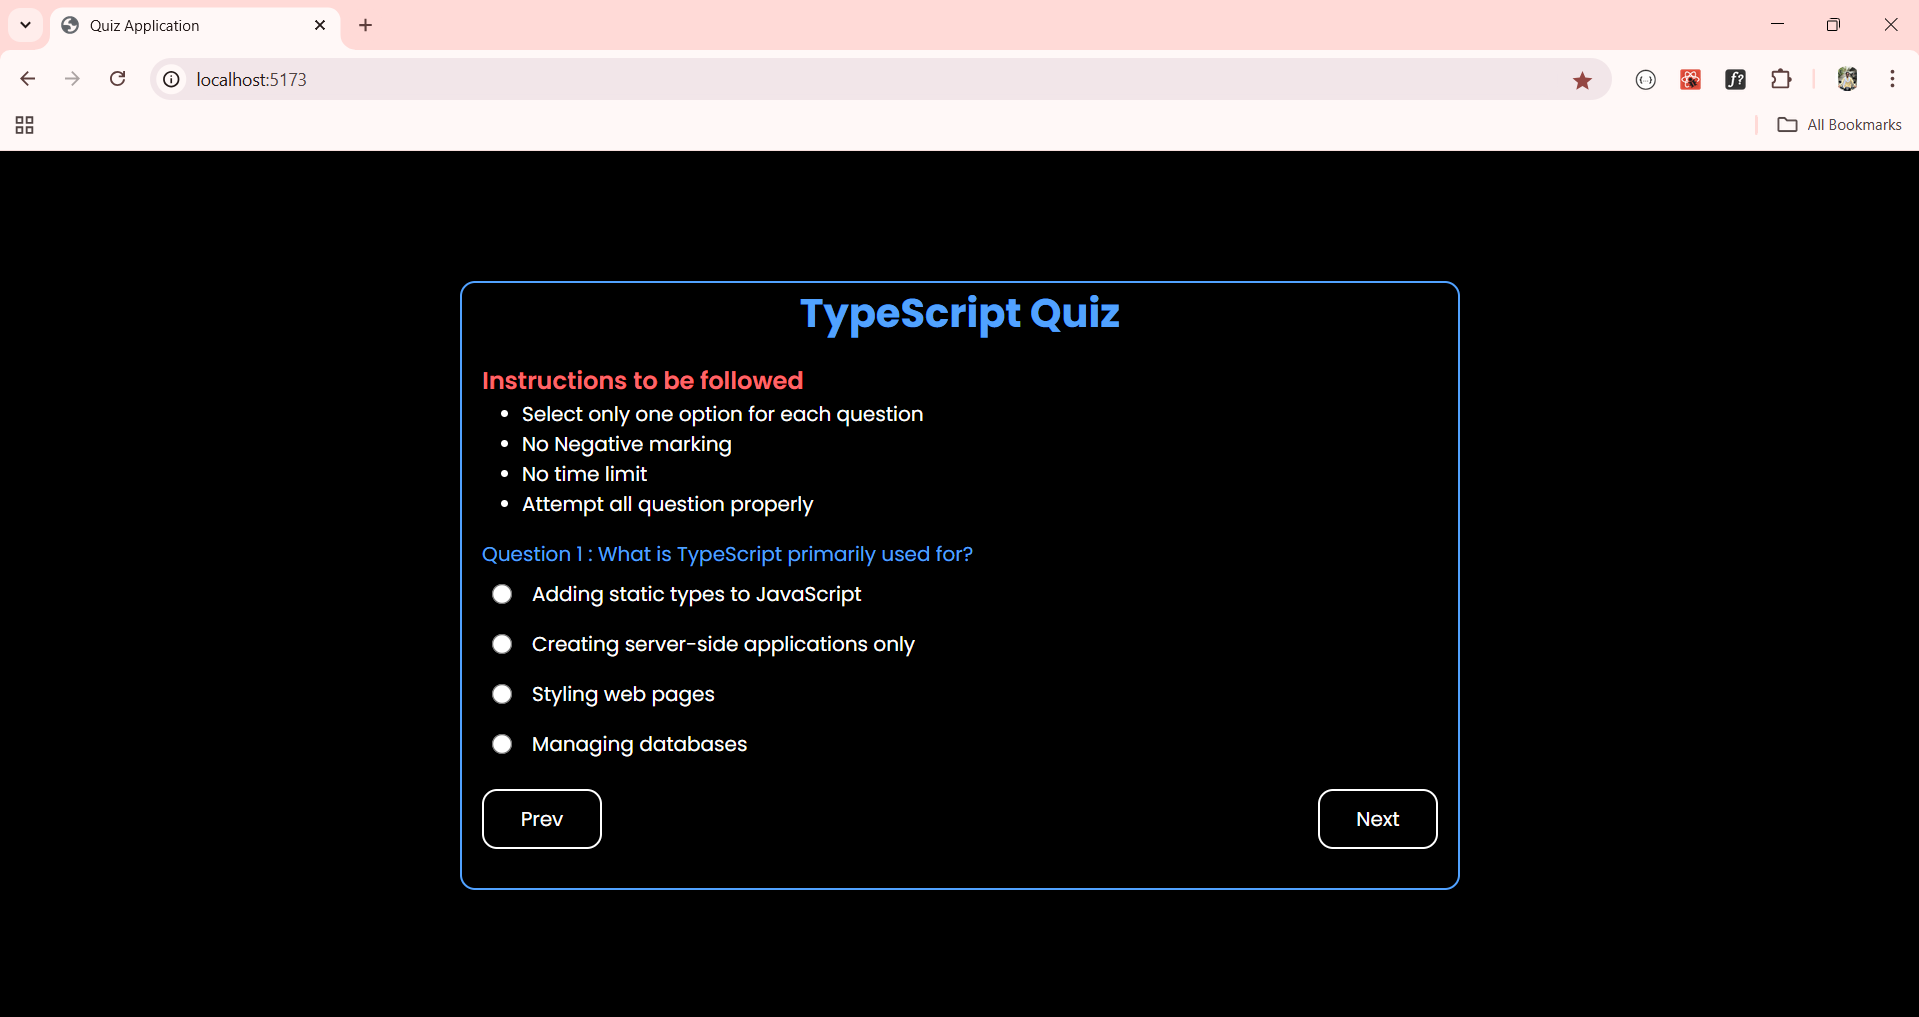 Quiz Application
localhost:5173
All Bookmarks
TypeScript Quiz
Instructions to be followed
• Select only one option for each question
• No Negative marking
• No time limit
• Attempt all question properly
Question 1 : What is TypeScript primarily used for?
Adding static types to JavaScript
Creating server-side applications only
Styling web pages
Managing databases
Prev
Next